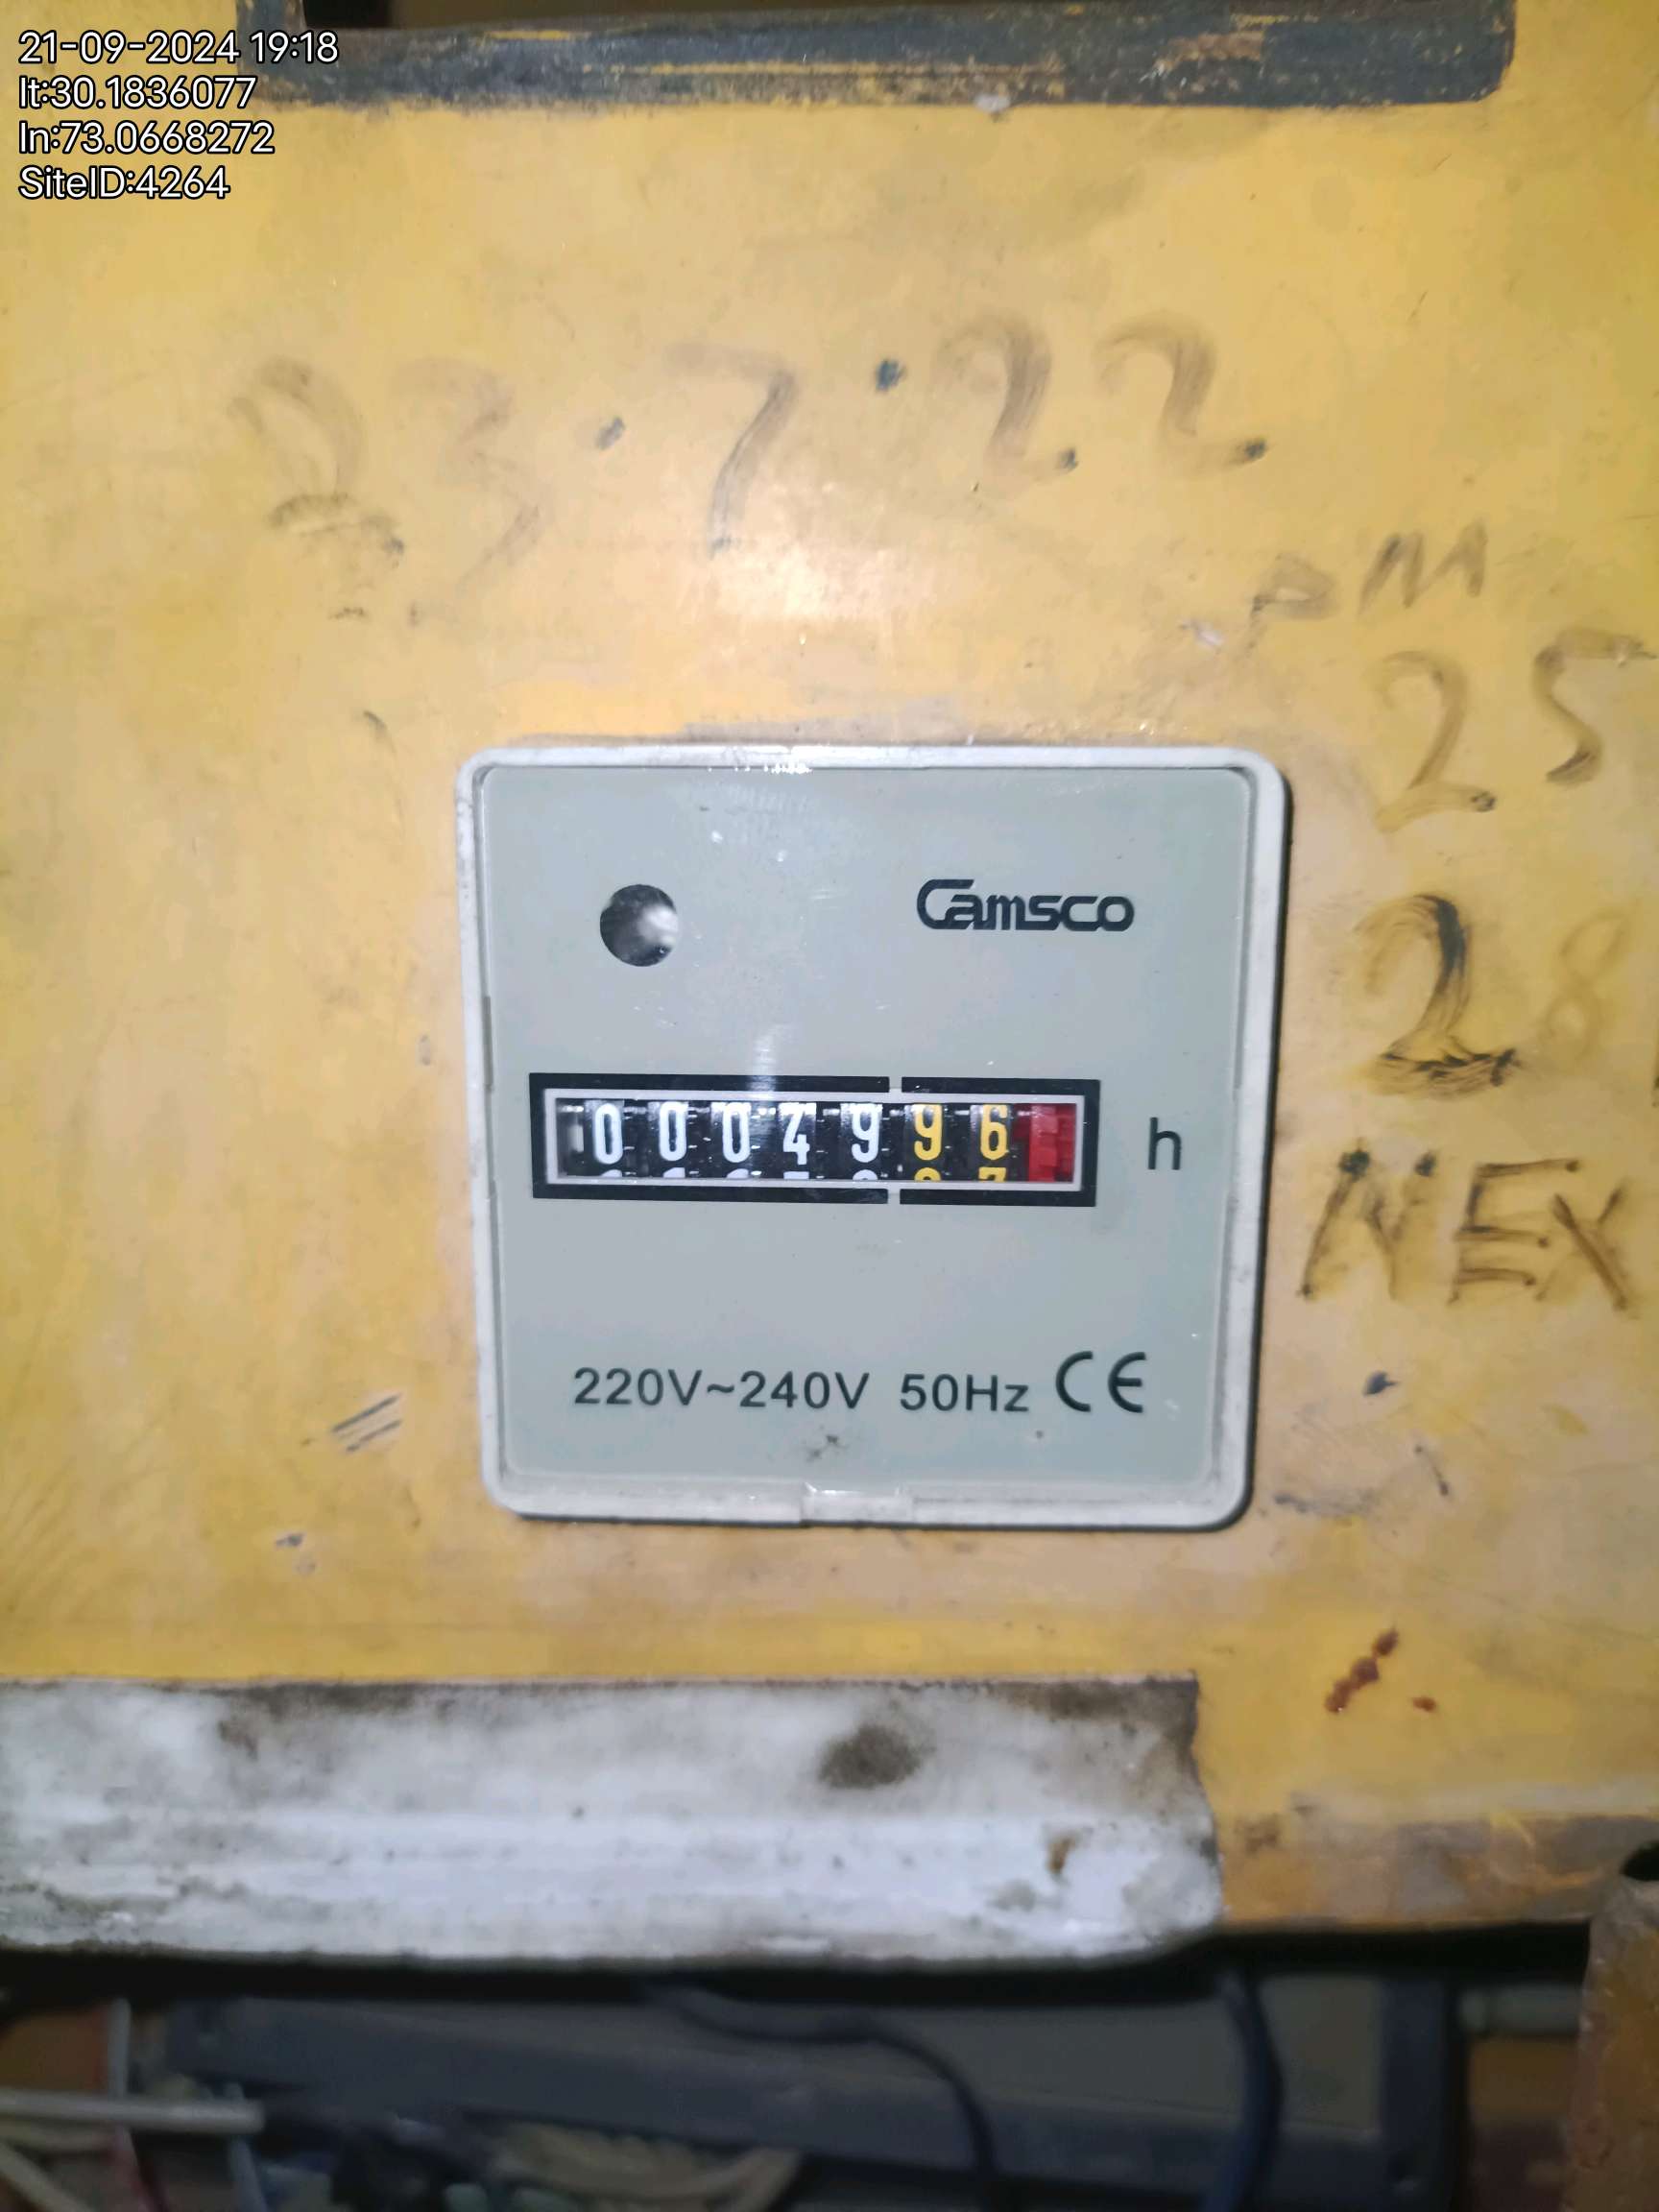 21-09-2024 19:18
lt:30.1836077
ln:73.0668272
SiteID:4264
23.7.22
PM
25
28
NEX
Camsco
0004996
h
220V~240V 50Hz CE